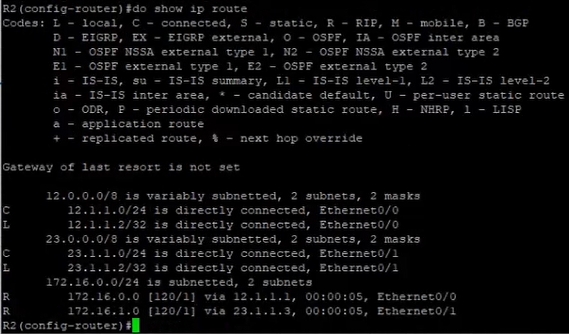 R2(config-router)#do show ip route
Codes: L - local, C - connected, S - static, R - RIP, M - mobile, B - BGP
       D - EIGRP, EX - EIGRP external, O - OSPF, IA - OSPF inter area
       N1 - OSPF NSSA external type 1, N2 - OSPF NSSA external type 2
       E1 - OSPF external type 1, E2 - OSPF external type 2
       i - IS-IS, su - IS-IS summary, L1 - IS-IS level-1, L2 - IS-IS level-2
       ia - IS-IS inter area, * - candidate default, U - per-user static route
       o - ODR, P - periodic downloaded static route, H - NHRP, l - LISP
       a - application route
       + - replicated route, % - next hop override
Gateway of last resort is not set
      12.0.0.0/8 is variably subnetted, 2 subnets, 2 masks
C        12.1.1.0/24 is directly connected, Ethernet0/0
L        12.1.1.2/32 is directly connected, Ethernet0/0
      23.0.0.0/8 is variably subnetted, 2 subnets, 2 masks
C        23.1.1.0/24 is directly connected, Ethernet0/1
L        23.1.1.2/32 is directly connected, Ethernet0/1
      172.16.0.0/24 is subnetted, 2 subnets
R        172.16.0.0 [120/1] via 12.1.1.1, 00:00:05, Ethernet0/0
R        172.16.1.0 [120/1] via 23.1.1.3, 00:00:05, Ethernet0/1
R2(config-router)#